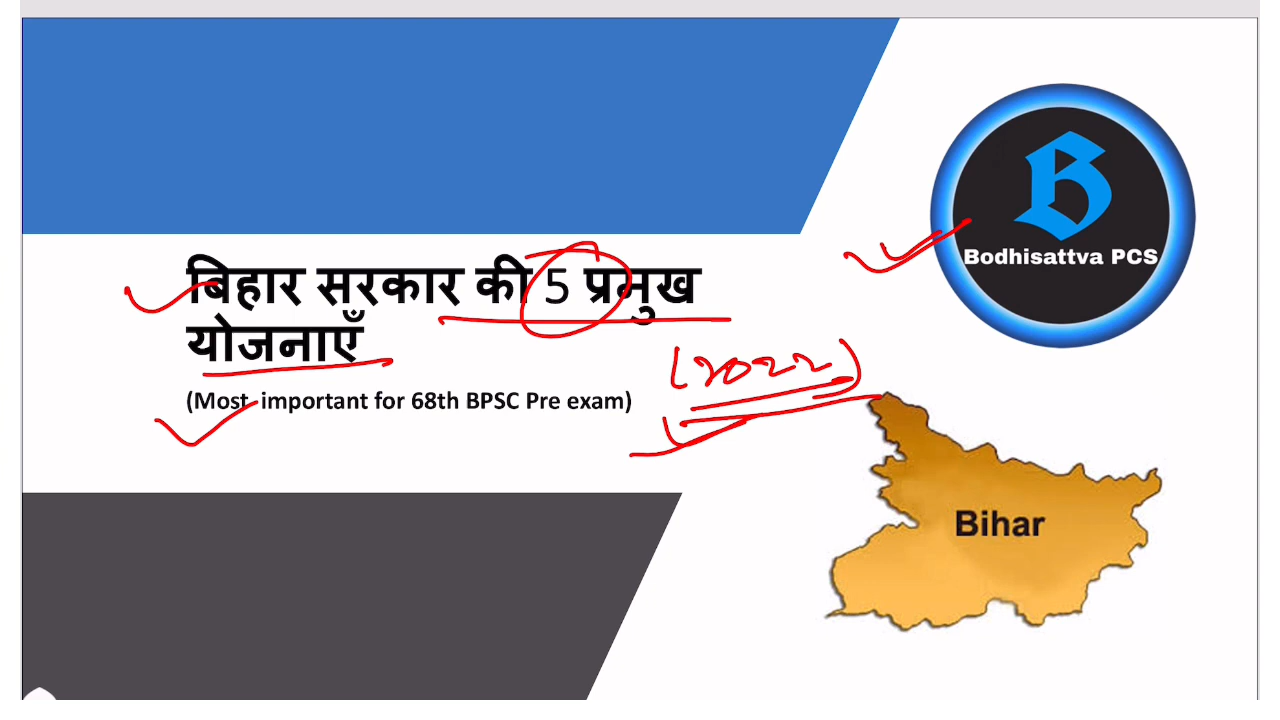 बिहार सरकार की 5 प्रमुख
योजनाएँ
(Most important for 68th BPSC Pre exam)
(2022)
B
Bodhisattva PCS
Bihar